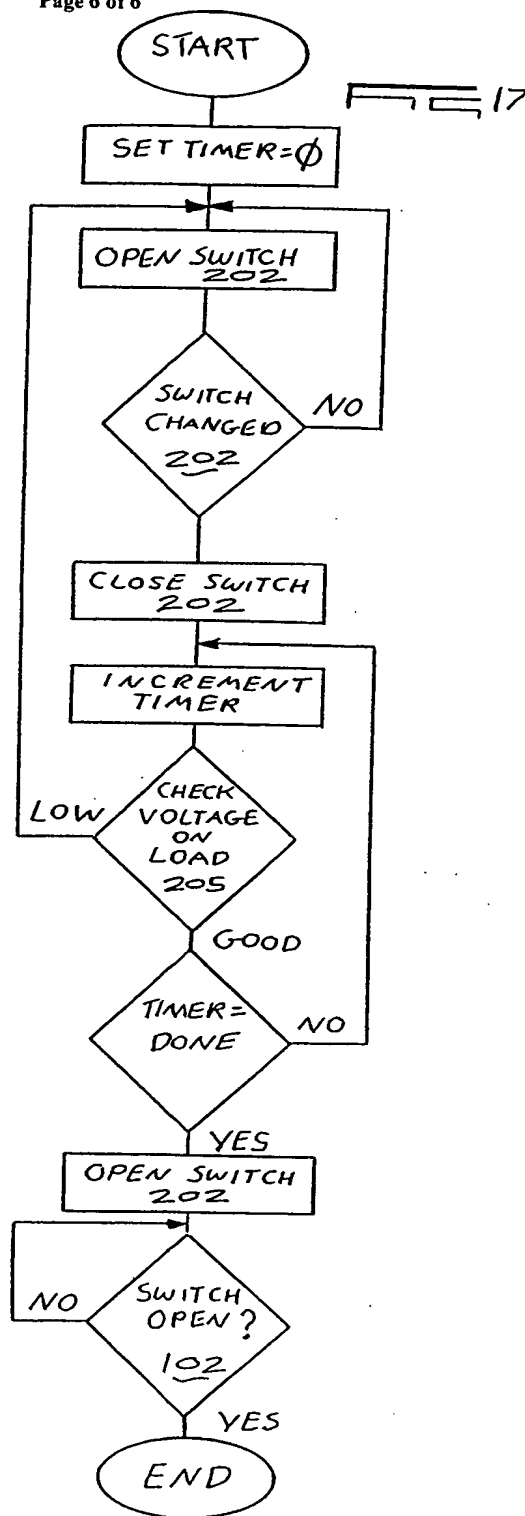 Page 6 of 6
START
17
SET TIMER=Ø
OPEN SWITCH
202
SWITCH
CHANGED
202
NO
CLOSE SWITCH
202
INCREMENT
TIMER
CHECK
VOLTAGE
ON
LOAD
205
LOW
GOOD
TIMER=
DONE
NO
YES
OPEN SWITCH
202
SWITCH
OPEN?
102
NO
YES
END